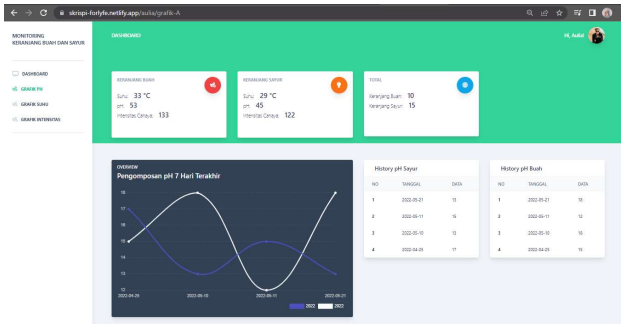 skripsi-forlyfe.netlify.app/aulia/grafik-A
MONITORING
KERANJANG BUAH DAN SAYUR
DASHBOARD
GRAFIK PH
GRAFIK SUHU
GRAFIK INTENSITAS
DASHBOARD
Hi, Aulia!
KERANJANG BUAH
Suhu: 33 °C
pH: 53
Intensitas Cahaya: 133
KERANJANG SAYUR
Suhu: 29 °C
pH: 45
Intensitas Cahaya: 122
TOTAL
Keranjang Buah: 10
Keranjang Sayur: 15
OVERVIEW
Pengomposan pH 7 Hari Terakhir
18
17
16
15
14
13
12
2022-04-25 2022-05-10 2022-05-11 2022-05-21
2022 2022
History pH Sayur
NO TANGGAL DATA
1 2022-05-21 13
2 2022-05-11 15
3 2022-05-10 13
4 2022-04-25 17
History pH Buah
NO TANGGAL DATA
1 2022-05-21 18
2 2022-05-11 12
3 2022-05-10 18
4 2022-04-25 15